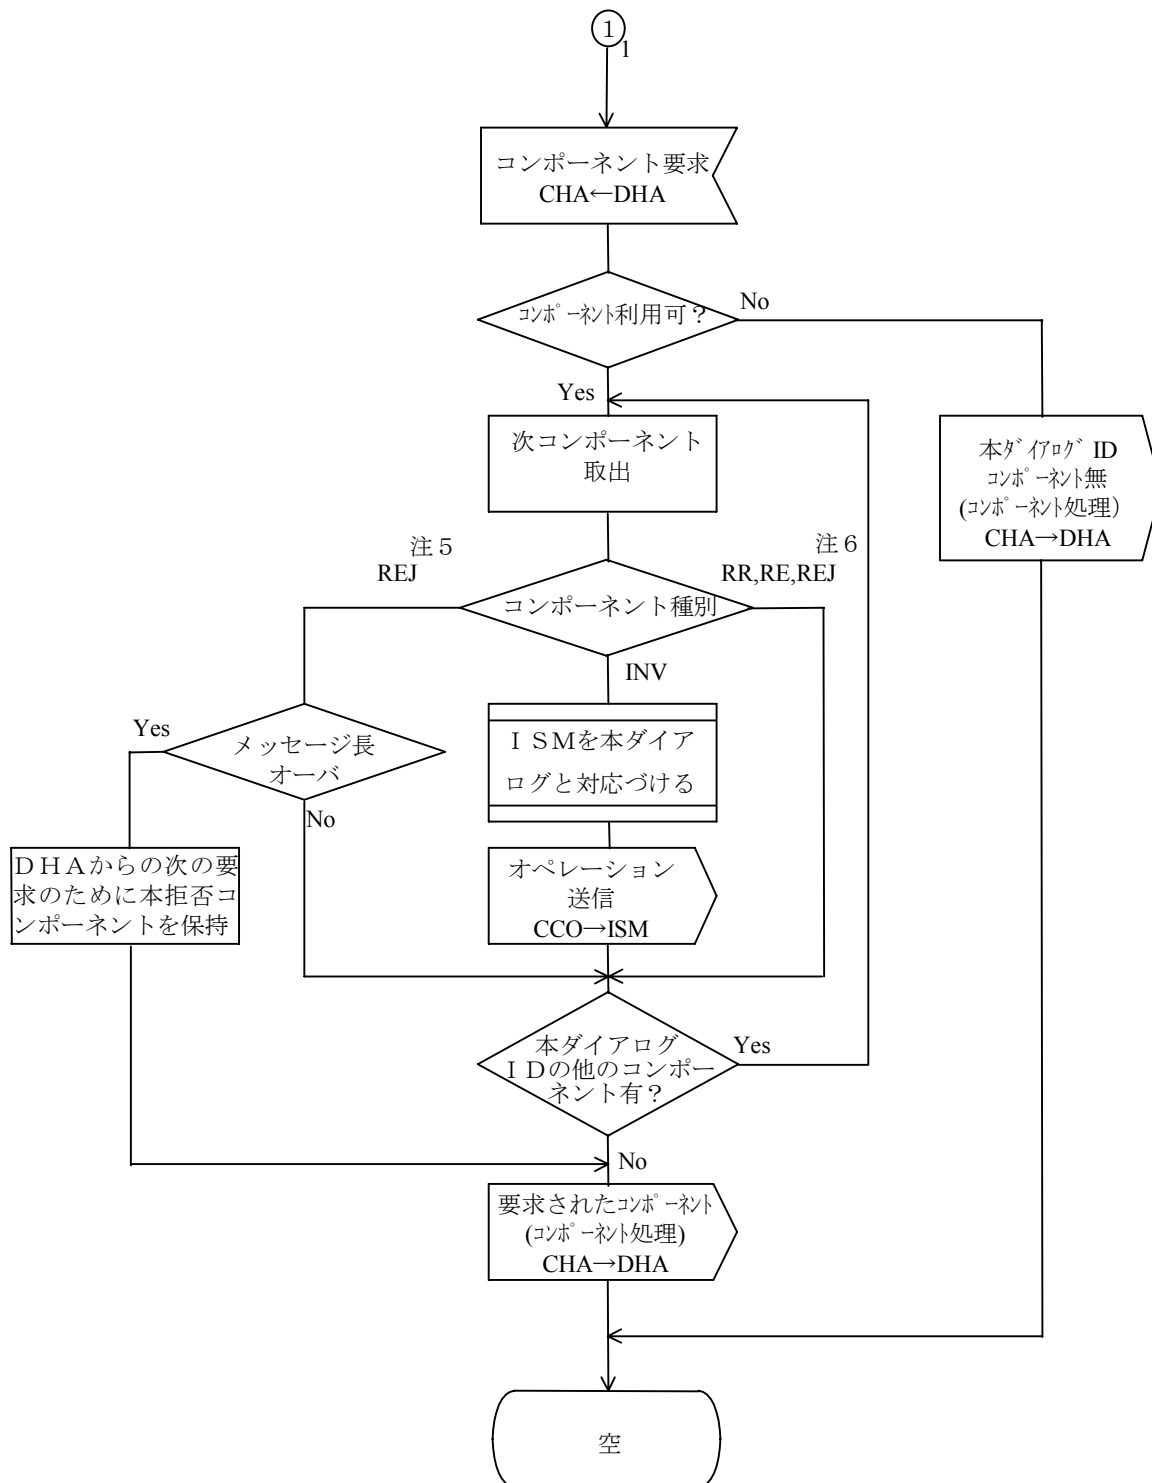 1
1
コンポーネント要求
CHA←DHA
コンポーネント利用可？
No
Yes
次コンポーネント
取出
本ダイアログ ID
コンポーネント無
(コンポーネント処理)
CHA→DHA
注５
REJ
注６
RR,RE,REJ
コンポーネント種別
INV
Yes
メッセージ長
オーバ
No
ＩＳＭを本ダイア
ログと対応づける
ＤＨＡからの次の要
求のために本拒否コ
ンポーネントを保持
オペレーション
送信
CCO→ISM
本ダイアログ
ＩＤの他のコンポー
ネント有？
Yes
No
要求されたコンポーネント
(コンポーネント処理)
CHA→DHA
空